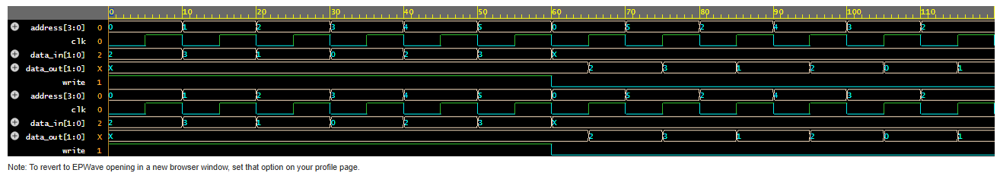 0 10 20 30 40 50 60 70 80 90 100 110
address[3:0] 0 0 1 2 3 4 5 0 5 2 4 3 2
clk 0
data_in[1:0] 2 2 3 1 0 2 3 X
data_out[1:0] X X 2 3 1 2 0 1
write 1
address[3:0] 0 0 1 2 3 4 5 0 5 2 4 3 2
clk 0
data_in[1:0] 2 2 3 1 0 2 3 X
data_out[1:0] X X 2 3 1 2 0 1
write 1
Note: To revert to EPWave opening in a new browser window, set that option on your profile page.